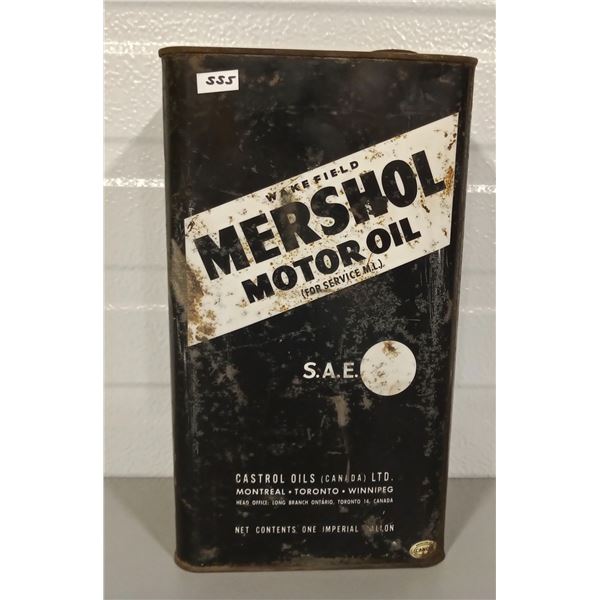 555
WAKEFIELD
MERSHOL
MOTOR OIL
(FOR SERVICE M.L.)
S.A.E.
CASTROL OILS (CANADA) LTD.
MONTREAL • TORONTO • WINNIPEG
HEAD OFFICE: LONG BRANCH ONTARIO, TORONTO 14, CANADA
NET CONTENTS ONE IMPERIAL